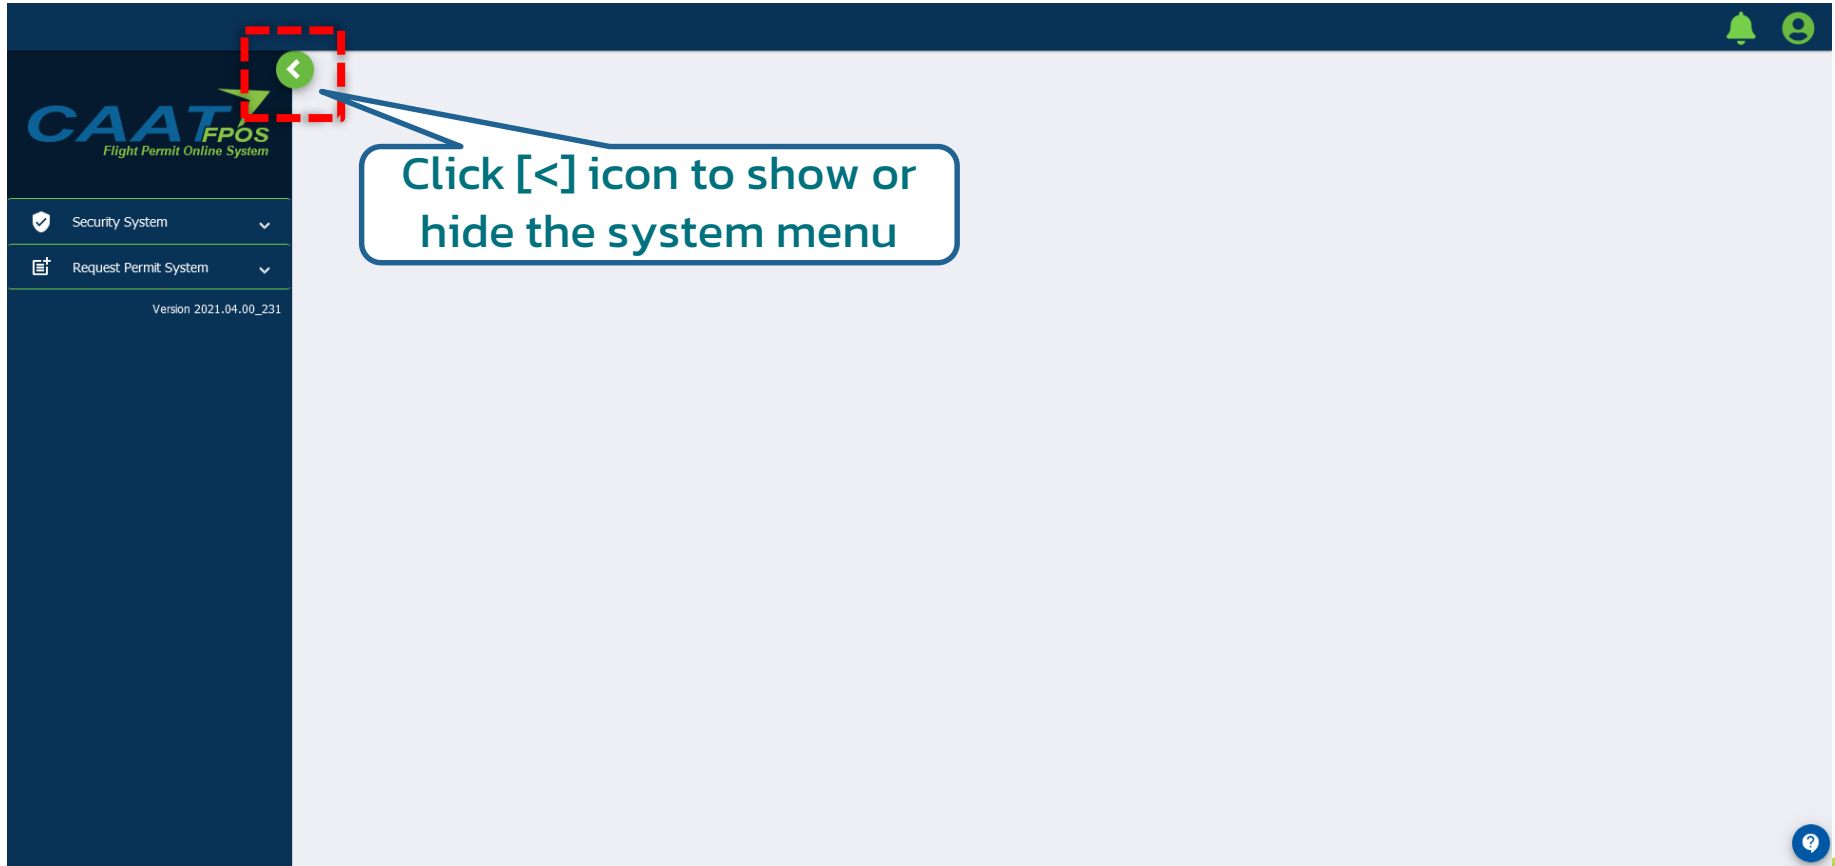 CAAT
FPOS
Flight Permit Online System
Click [<] icon to show or
hide the system menu
Security System
Request Permit System
Version 2021.04.00_231